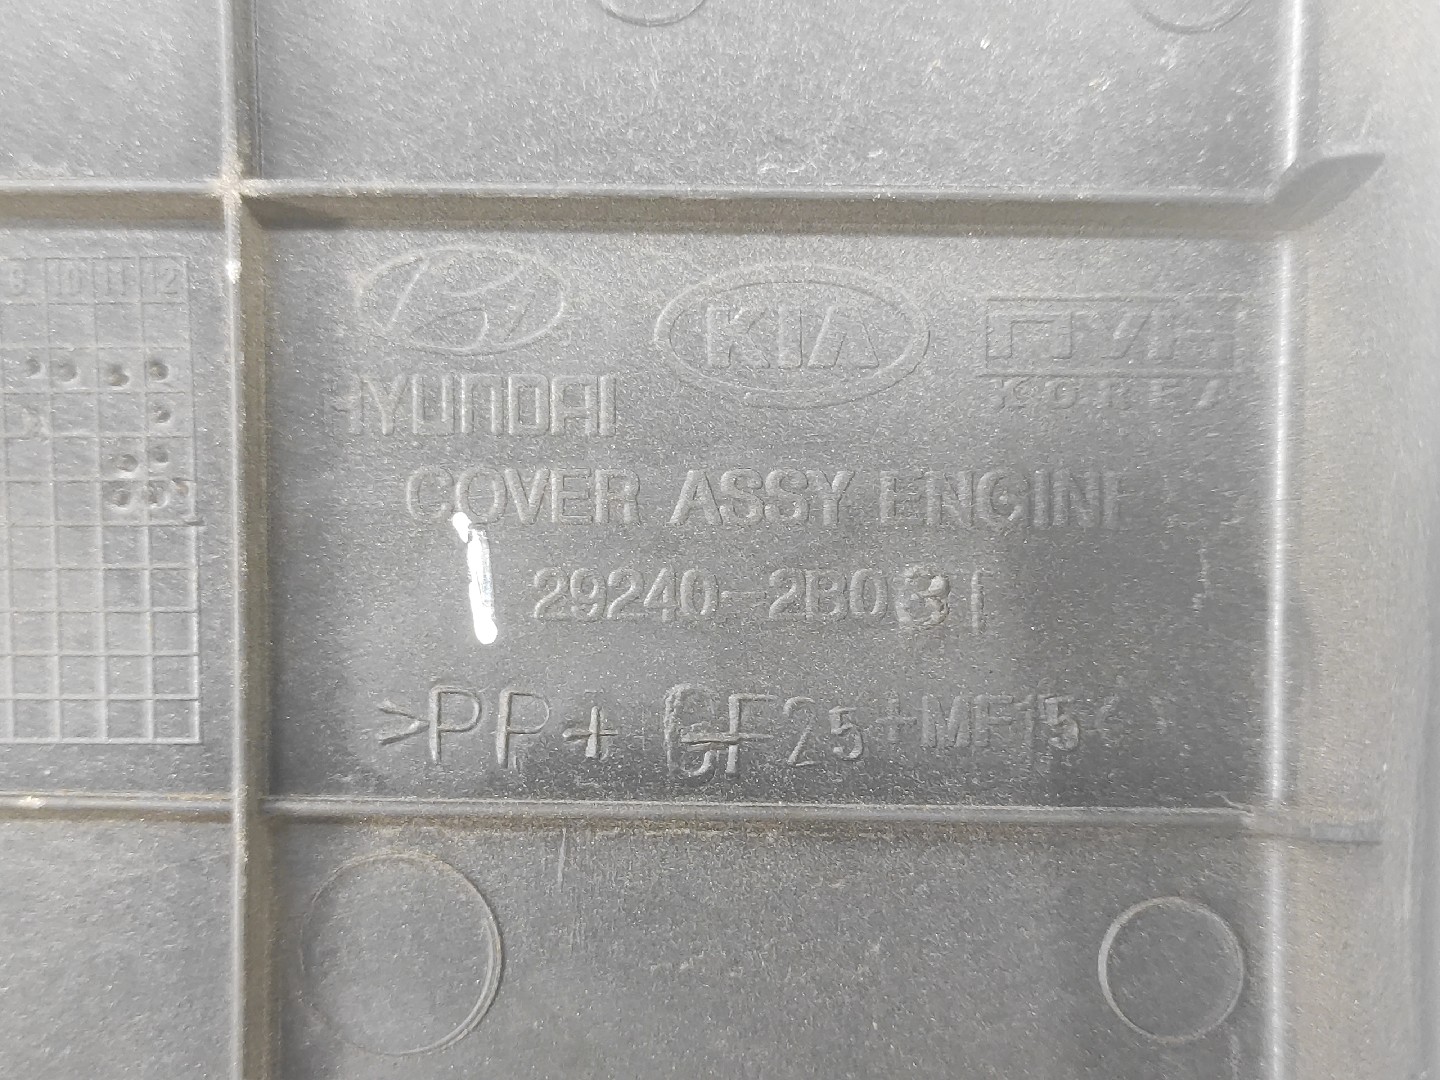 9 10 11 12
HYUNDAI
KIA
KOREA
COVER ASSY ENGINE
29240-2B031
>PP+GF25+MF15<